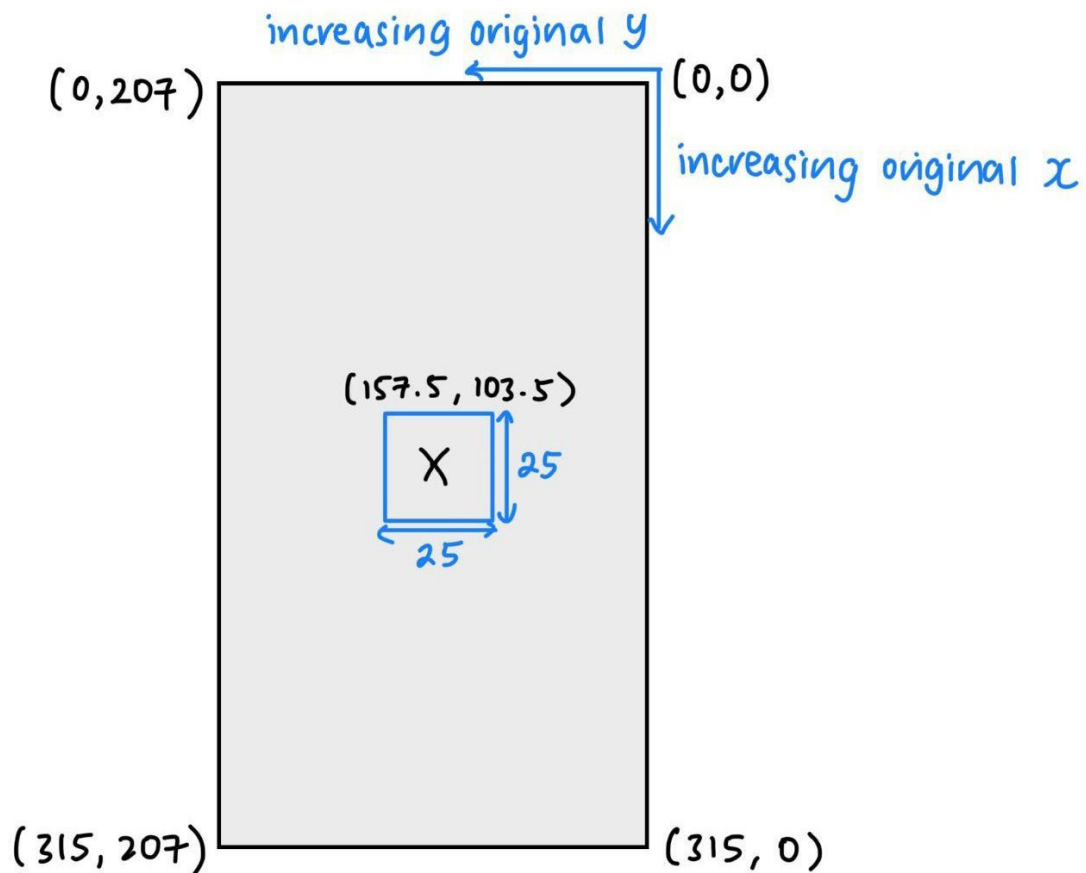 increasing original y
(0,207)
(0,0)
increasing original x
(157.5, 103.5)
X
25
25
(315, 207)
(315, 0)